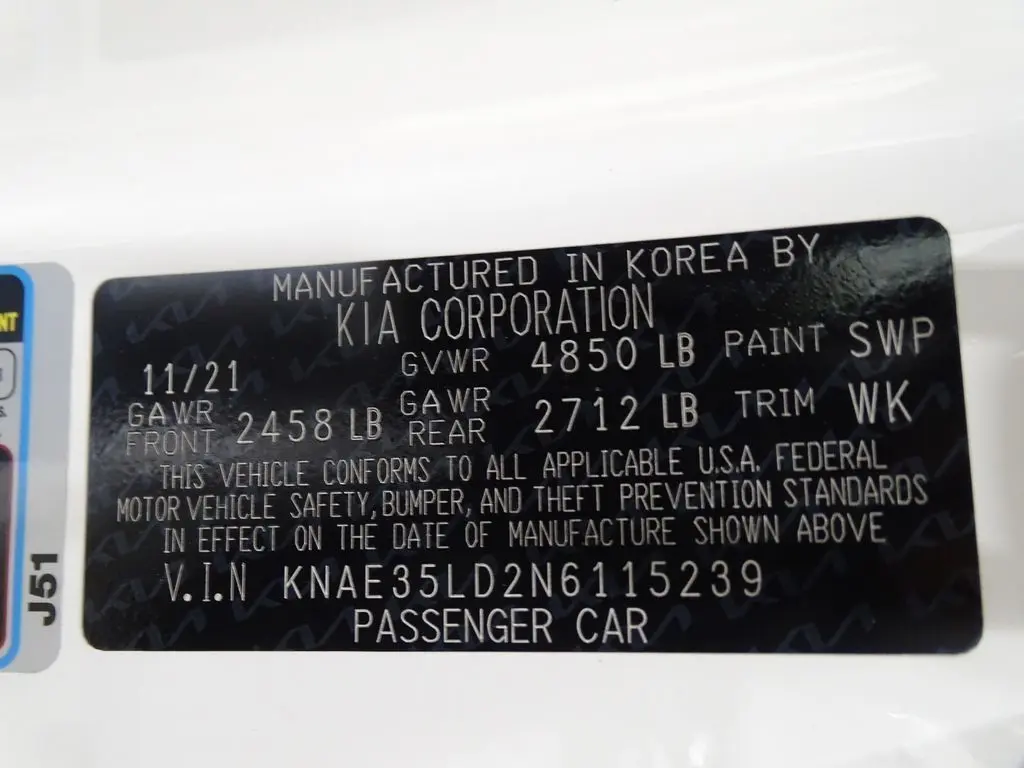 MANUFACTURED IN KOREA BY
KIA CORPORATION
11/21 GVWR 4850 LB PAINT SWP
GAWR FRONT 2458 LB GAWR REAR 2712 LB TRIM WK
THIS VEHICLE CONFORMS TO ALL APPLICABLE U.S.A. FEDERAL
MOTOR VEHICLE SAFETY, BUMPER, AND THEFT PREVENTION STANDARDS
IN EFFECT ON THE DATE OF MANUFACTURE SHOWN ABOVE
V.I.N KNAE35LD2N6115239
PASSENGER CAR
J51